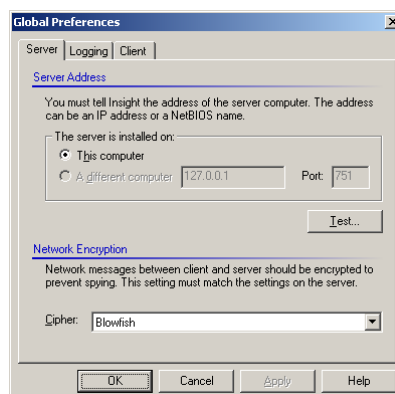 Global Preferences
Server Logging Client
Server Address
You must tell Insight the address of the server computer. The address
can be an IP address or a NetBIOS name.
The server is installed on:
This computer
A different computer 127.0.0.1 Port: 751
Test...
Network Encryption
Network messages between client and server should be encrypted to
prevent spying. This setting must match the settings on the server.
Cipher: Blowfish
OK Cancel Apply Help